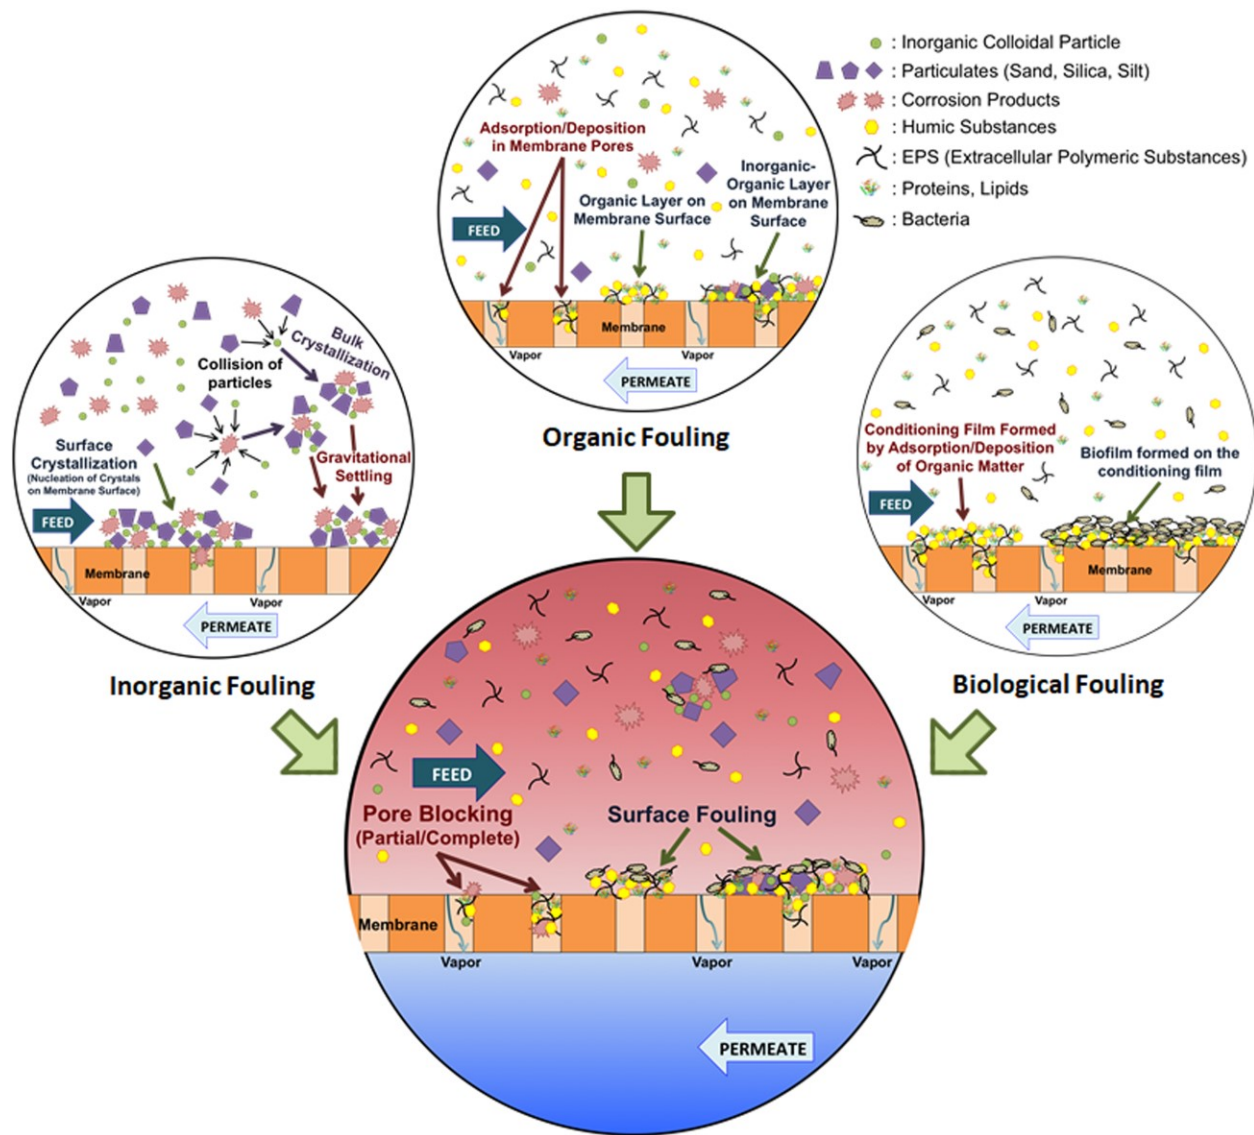 : Inorganic Colloidal Particle
: Particulates (Sand, Silica, Silt)
: Corrosion Products
: Humic Substances
: EPS (Extracellular Polymeric Substances)
: Proteins, Lipids
: Bacteria
Adsorption/Deposition
in Membrane Pores
Inorganic-
Organic Layer
on Membrane
Surface
Organic Layer on
Membrane Surface
FEED
Membrane
Vapor
Vapor
PERMEATE
Organic Fouling
Bulk
Crystallization
Collision of
particles
Surface
Crystallization
(Nucleation of Crystals
on Membrane Surface)
Gravitational
Settling
FEED
Membrane
Vapor
Vapor
PERMEATE
Inorganic Fouling
Conditioning Film Formed
by Adsorption/Deposition
of Organic Matter
Biofilm formed on the
conditioning film
FEED
Membrane
Vapor
Vapor
PERMEATE
Biological Fouling
FEED
Pore Blocking
(Partial/Complete)
Surface Fouling
Membrane
Vapor
Vapor
Vapor
PERMEATE